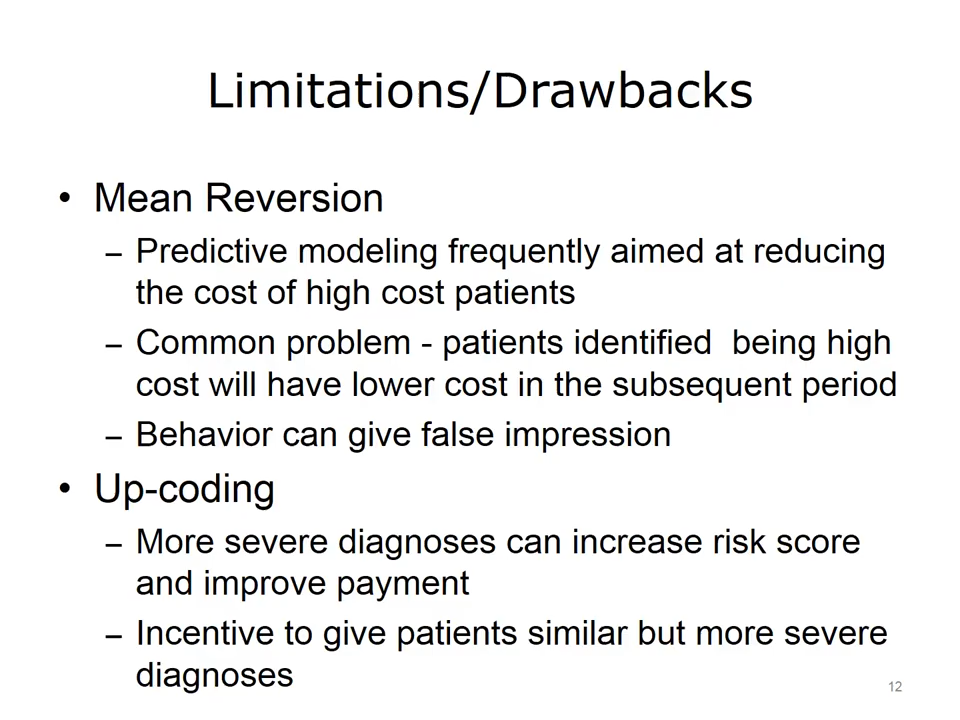 Limitations/Drawbacks
• Mean Reversion
– Predictive modeling frequently aimed at reducing
the cost of high cost patients
– Common problem - patients identified  being high
cost will have lower cost in the subsequent period
– Behavior can give false impression
• Up-coding
– More severe diagnoses can increase risk score
and improve payment
– Incentive to give patients similar but more severe
diagnoses
12